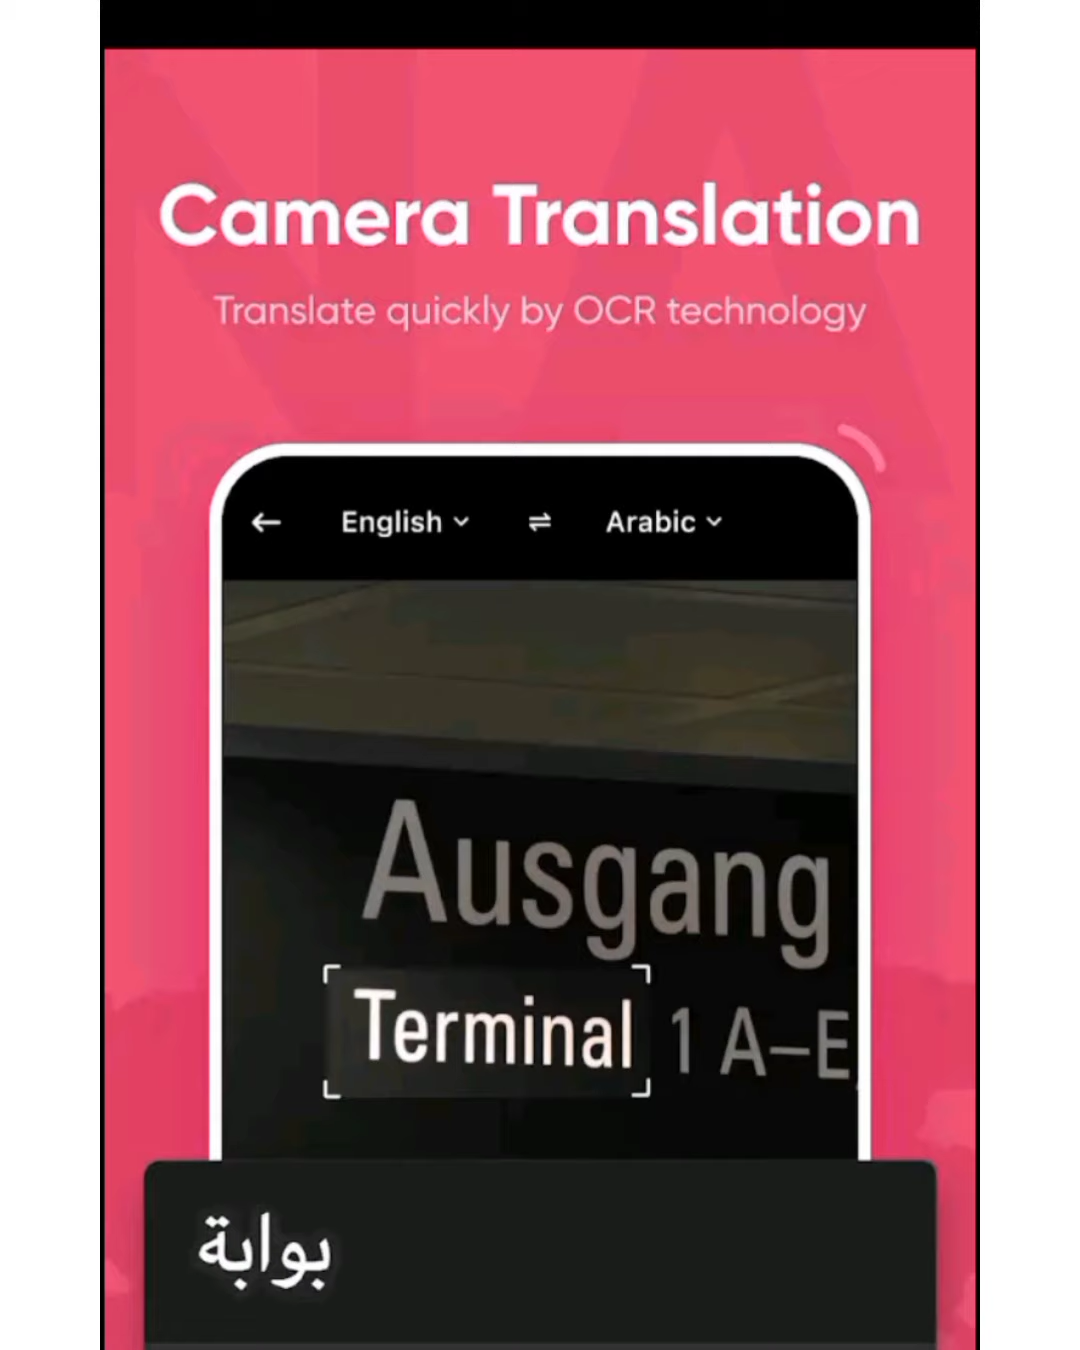 Camera Translation
Translate quickly by OCR technology
English Arabic
Ausgang
Terminal 1 A–E
بوابة